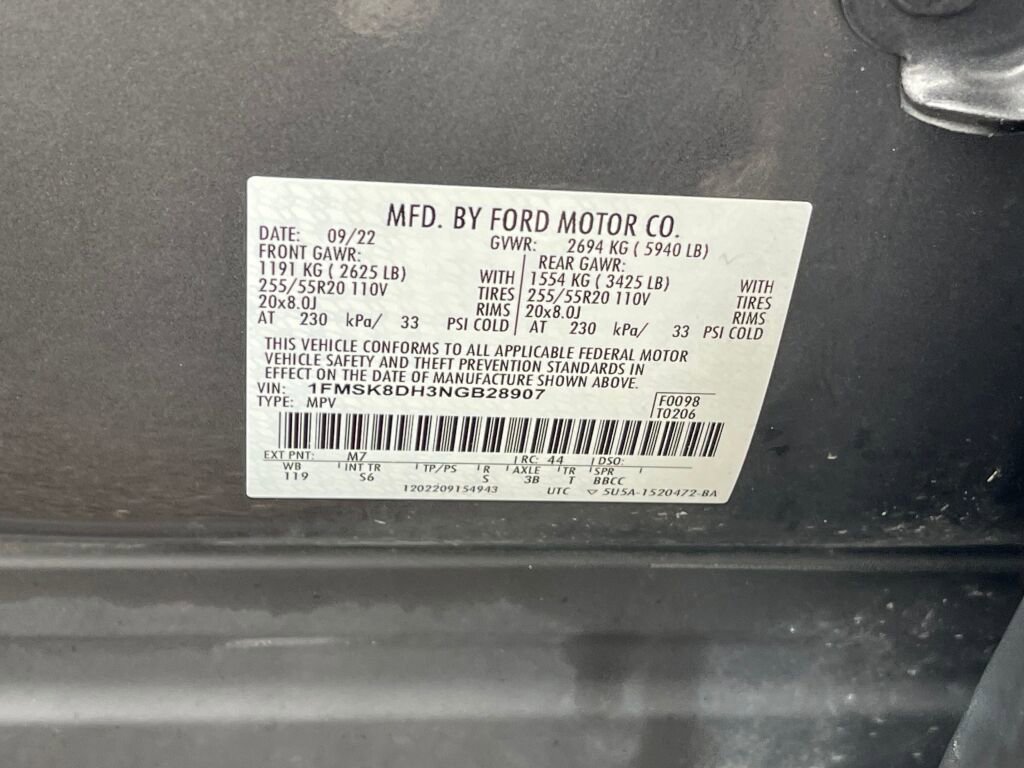 MFD. BY FORD MOTOR CO.
DATE: 09/22 GVWR: 2694 KG ( 5940 LB)
FRONT GAWR: REAR GAWR:
1191 KG ( 2625 LB) WITH 1554 KG ( 3425 LB) WITH
255/55R20 110V TIRES 255/55R20 110V TIRES
20x8.0J RIMS 20x8.0J RIMS
AT 230 kPa/ 33 PSI COLD AT 230 kPa/ 33 PSI COLD
THIS VEHICLE CONFORMS TO ALL APPLICABLE FEDERAL MOTOR
VEHICLE SAFETY AND THEFT PREVENTION STANDARDS IN
EFFECT ON THE DATE OF MANUFACTURE SHOWN ABOVE.
VIN: 1FMSK8DH3NGB28907 F0098
TYPE: MPV T0206
EXT PNT: M7 RC: 44 DSO:
WB INT TR TP/PS R AXLE TR SPR
119 S6 S 3B T BBCC
1202209154943 UTC ▽ 5U5A-1520472-BA